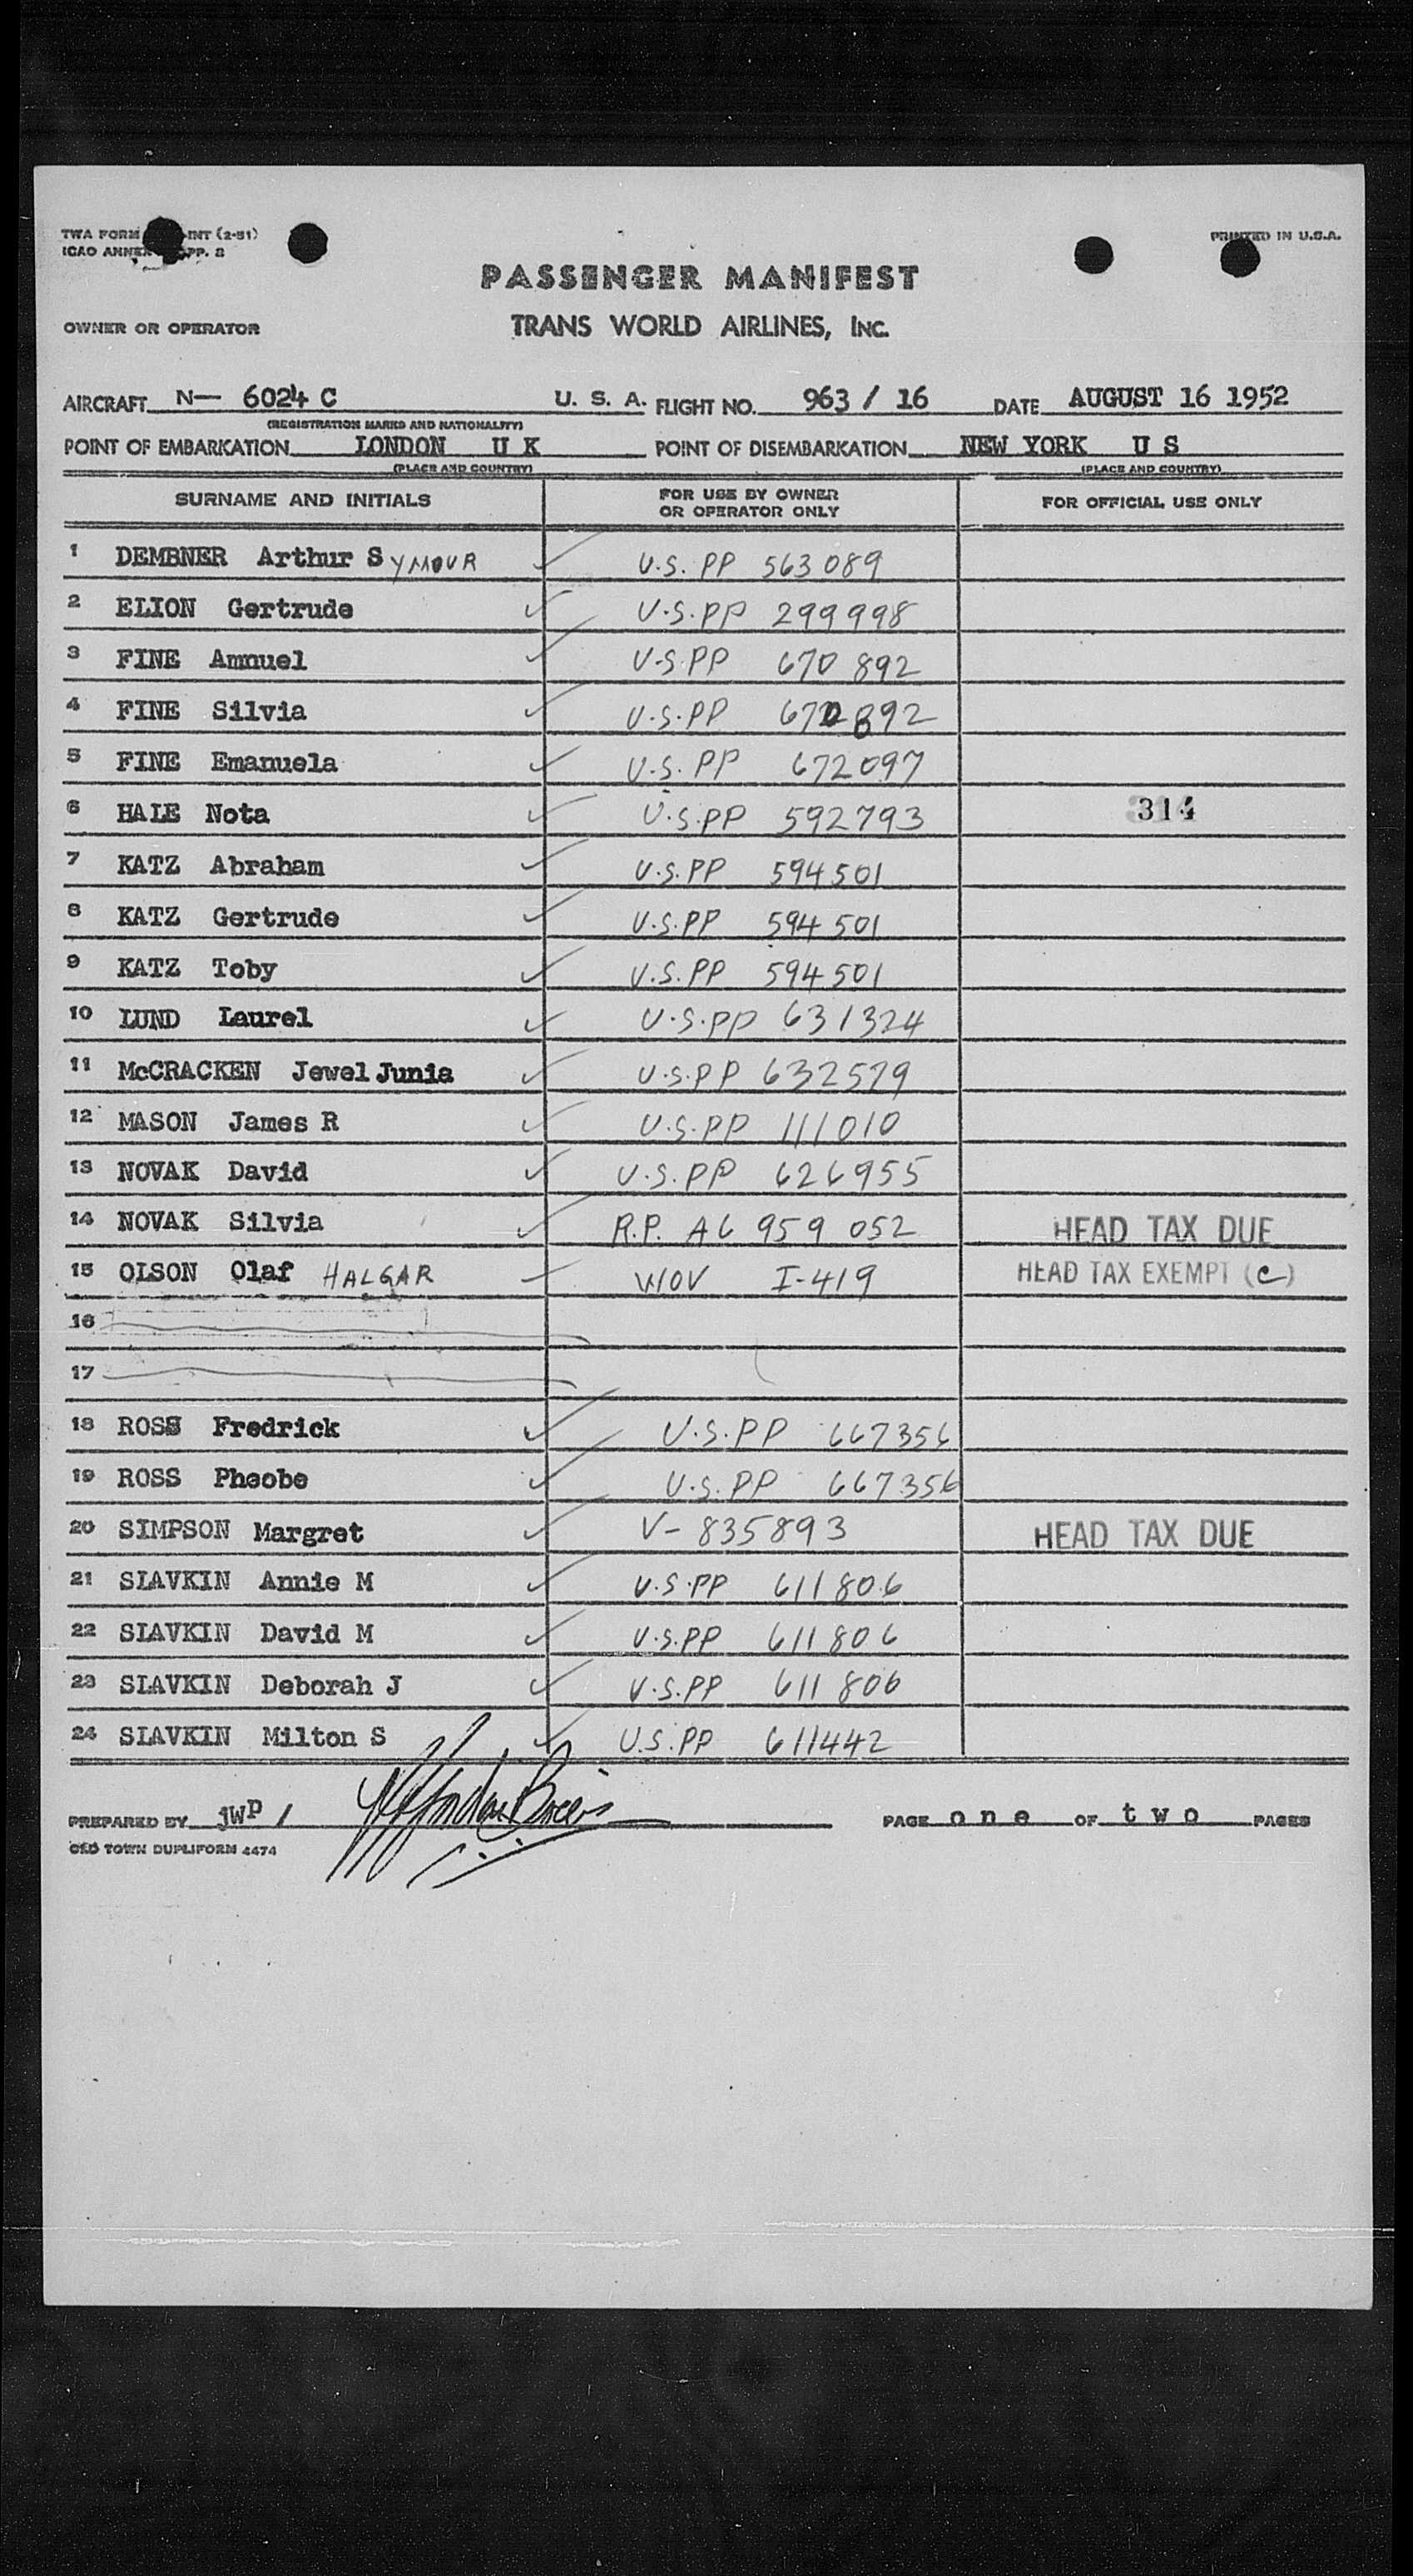 TWA FORM INT (2-51)
ICAO ANNEX PP. 8
PRINTED IN U.S.A.
PASSENGER MANIFEST
OWNER OR OPERATOR TRANS WORLD AIRLINES, INC.
AIRCRAFT N— 6024 C U. S. A. FLIGHT NO. 963 / 16 DATE AUGUST 16 1952
(REGISTRATION MARKS AND NATIONALITY)
POINT OF EMBARKATION LONDON U K POINT OF DISEMBARKATION NEW YORK U S
(PLACE AND COUNTRY) (PLACE AND COUNTRY)
SURNAME AND INITIALS FOR USE BY OWNER OR OPERATOR ONLY FOR OFFICIAL USE ONLY
1 DEMBNER Arthur SYMOUR U.S. PP 563089
2 ELION Gertrude U.S.PP 299998
3 FINE Amnuel U.S.PP 670 892
4 FINE Silvia U.S.PP 670892
5 FINE Emanuela U.S. PP 672097
6 HALE Nota U.S.PP 592793 314
7 KATZ Abraham U.S.PP 594501
8 KATZ Gertrude U.S.PP 594501
9 KATZ Toby U.S.PP 594501
10 LUND Laurel U.S.PP 631324
11 McCRACKEN Jewel Junia U.S.PP 632579
12 MASON James R U.S.PP 111010
13 NOVAK David U.S.PP 626955
14 NOVAK Silvia R.P. A6 959 052 HEAD TAX DUE
15 OLSON Olaf HALGAR WOV I-419 HEAD TAX EXEMPT (C)
16
17
18 ROSS Fredrick U.S.PP 667356
19 ROSS Pheobe U.S.PP 667356
20 SIMPSON Margret V-835893 HEAD TAX DUE
21 SLAVKIN Annie M U.S.PP 611806
22 SLAVKIN David M U.S.PP 611806
23 SLAVKIN Deborah J U.S.PP 611806
24 SLAVKIN Milton S U.S.PP 611442
PREPARED BY jWP / PAGE one OF two PAGES
OLD TOWN DUPLIFORM 4474